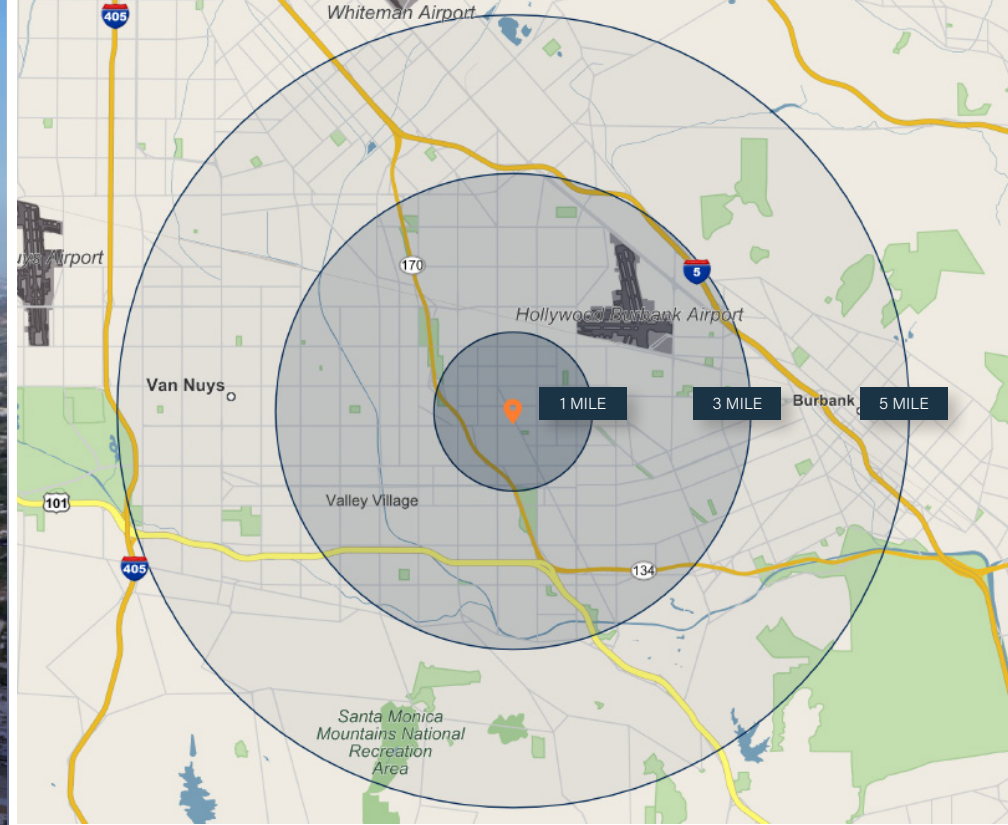 405
Whiteman Airport
170
5
Hollywood Burbank Airport
Airport
Van Nuys
1 MILE
3 MILE
Burbank
5 MILE
101
Valley Village
405
134
Santa Monica
Mountains National
Recreation
Area